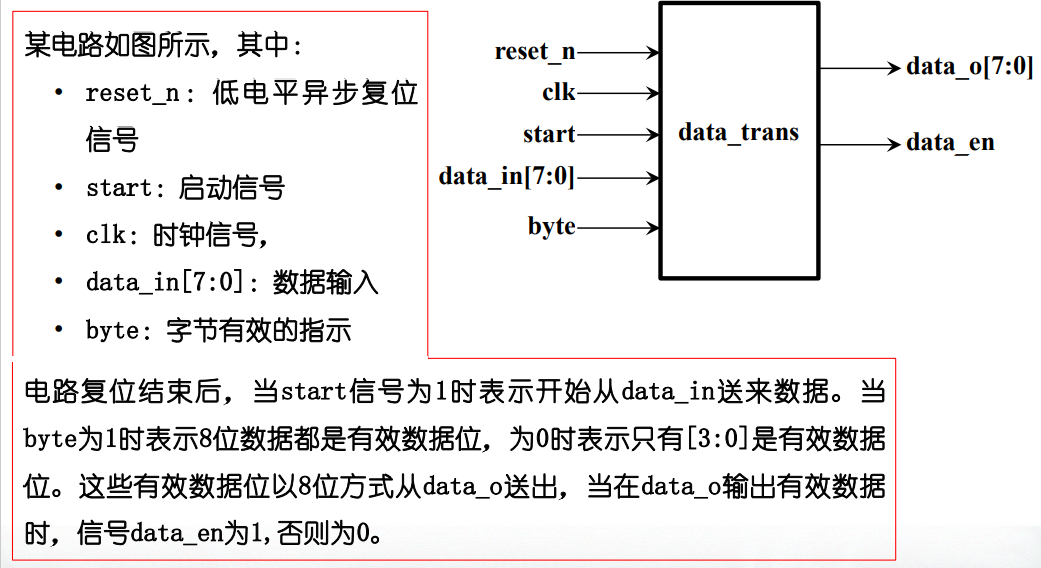 某电路如图所示，其中：
• reset_n：低电平异步复位
信号
• start：启动信号
• clk：时钟信号，
• data_in[7:0]：数据输入
• byte：字节有效的指示
reset_n
clk
start
data_in[7:0]
byte
data_trans
data_o[7:0]
data_en
电路复位结束后，当start信号为1时表示开始从data_in送来数据。当
byte为1时表示8位数据都是有效数据位，为0时表示只有[3:0]是有效数据
位。这些有效数据位以8位方式从data_o送出，当在data_o输出有效数据
时，信号data_en为1,否则为0。